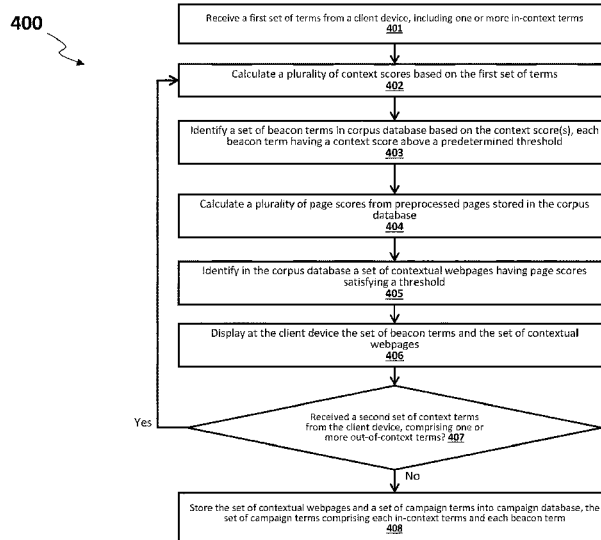 400
Receive a first set of terms from a client device, including one or more in-context terms
401
Calculate a plurality of context scores based on the first set of terms
402
Identify a set of beacon terms in corpus database based on the context score(s), each
beacon term having a context score above a predetermined threshold
403
Calculate a plurality of page scores from preprocessed pages stored in the corpus
database
404
Identify in the corpus database a set of contextual webpages having page scores
satisfying a threshold
405
Display at the client device the set of beacon terms and the set of contextual
webpages
406
Received a second set of context terms
from the client device, comprising one or
more out-of-context terms? 407
Yes
No
Store the set of contextual webpages and a set of campaign terms into campaign database, the
set of campaign terms comprising each in-context terms and each beacon term
408